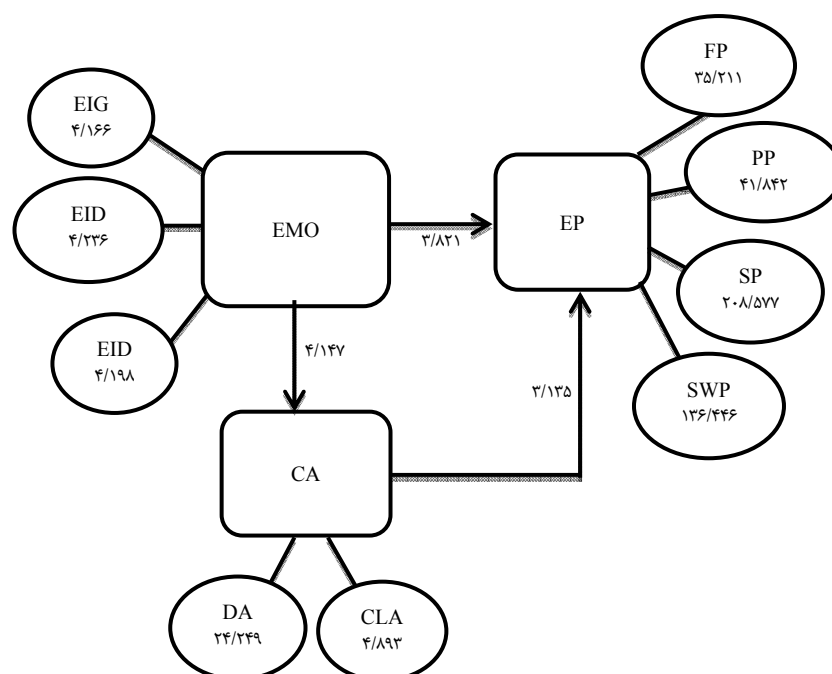 FP
۳۵/۲۱۱
EIG
۴/۱۶۶
PP
۴۱/۸۴۲
EID
۴/۲۳۶
EMO
۳/۸۲۱
EP
SP
۲۰۸/۵۷۷
EID
۴/۱۹۸
۴/۱۴۷
۳/۱۳۵
SWP
۱۳۶/۴۴۶
CA
DA
۲۴/۲۴۹
CLA
۴/۸۹۳